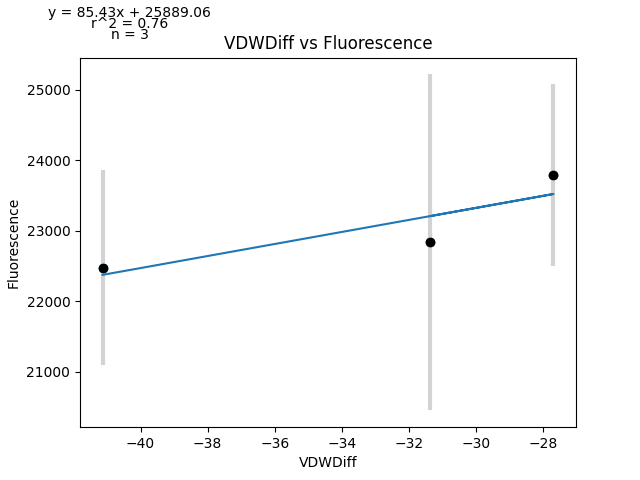 y = 85.43x + 25889.06
r^2 = 0.76
n = 3
VDWDiff vs Fluorescence
Fluorescence
25000
24000
23000
22000
21000
−40
−38
−36
−34
−32
−30
−28
VDWDiff